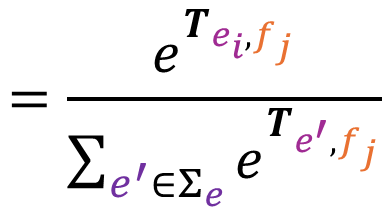 = e^{T_{e_i,f_j}} / ∑_{e′∈Σ_e} e^{T_{e′,f_j}}